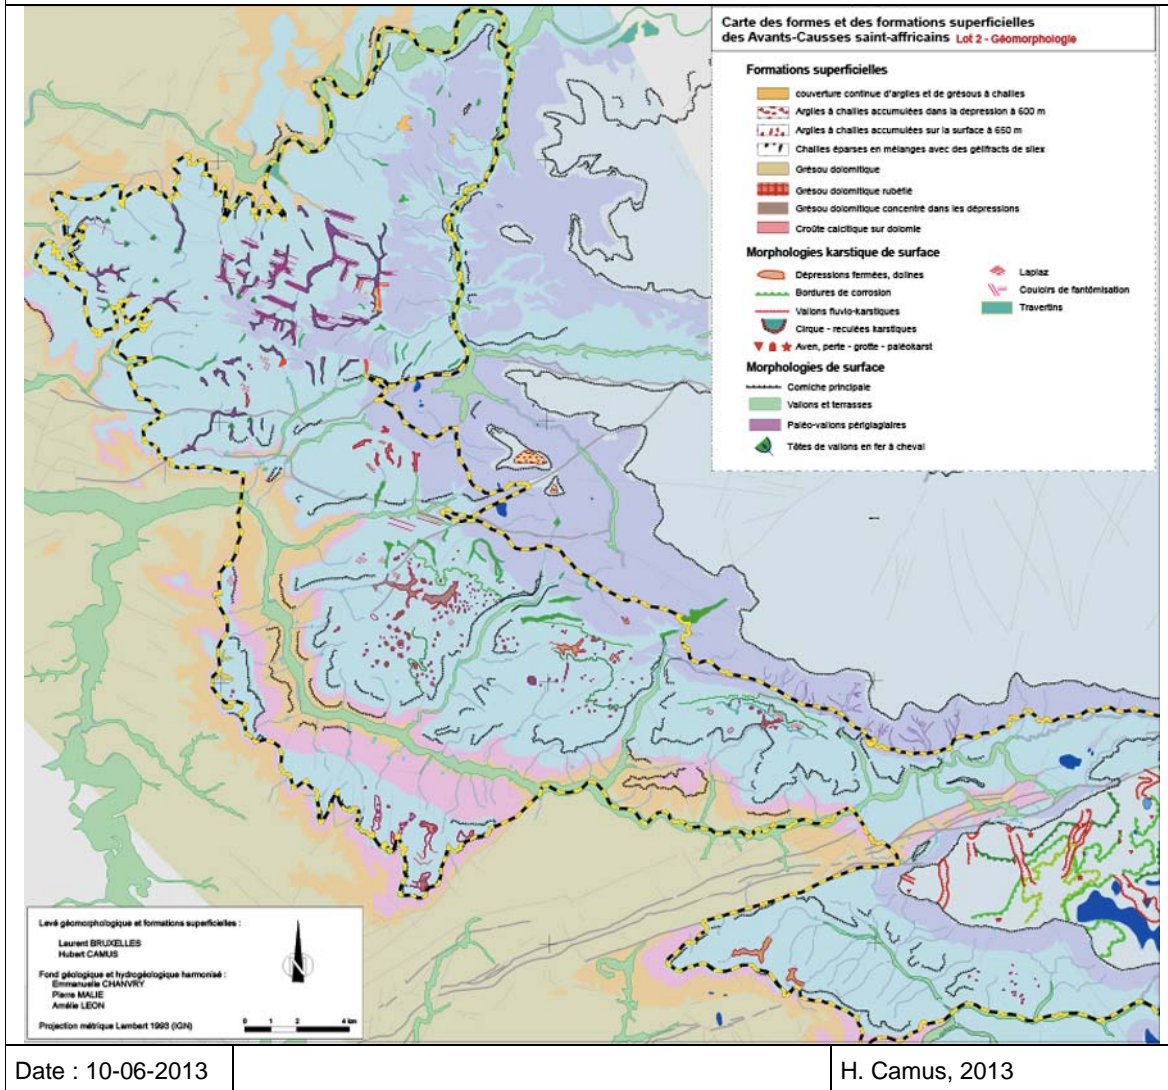 Carte des formes et des formations superficielles
des Avants-Causses saint-affricains Lot 2 - Géomorphologie
Formations superficielles
couverture continue d'argiles et de grésous à chailles
Argiles à chailles accumulées dans la depression à 600 m
Argiles à chailles accumulées sur la surface à 650 m
Chailles éparses en mélanges avec des gélifracts de silex
Grésou dolomitique
Grésou dolomitique rubéfié
Grésou dolomitique concentré dans les dépressions
Croûte calcitique sur dolomie
Morphologies karstique de surface
Dépressions fermées, dolines
Bordures de corrosion
Vallons fluvio-karstiques
Cirque - reculées karstiques
Aven, perte - grotte - paléokarst
Lapiaz
Couloirs de fantômisation
Travertins
Morphologies de surface
Corniche principale
Vallons et terrasses
Paléo-vallons périglagiaires
Têtes de vallons en fer à cheval
Levé géomorphologique et formations superficielles :
Laurent BRUXELLES
Hubert CAMUS
Fond géologique et hydrogéologique harmonisé :
Emmanuelle CHANVRY
Pierre MALIE
Amélie LEON
Projection métrique Lambert 1993 (IGN)
N
0 1 2 4 km
Date : 10-06-2013
H. Camus, 2013